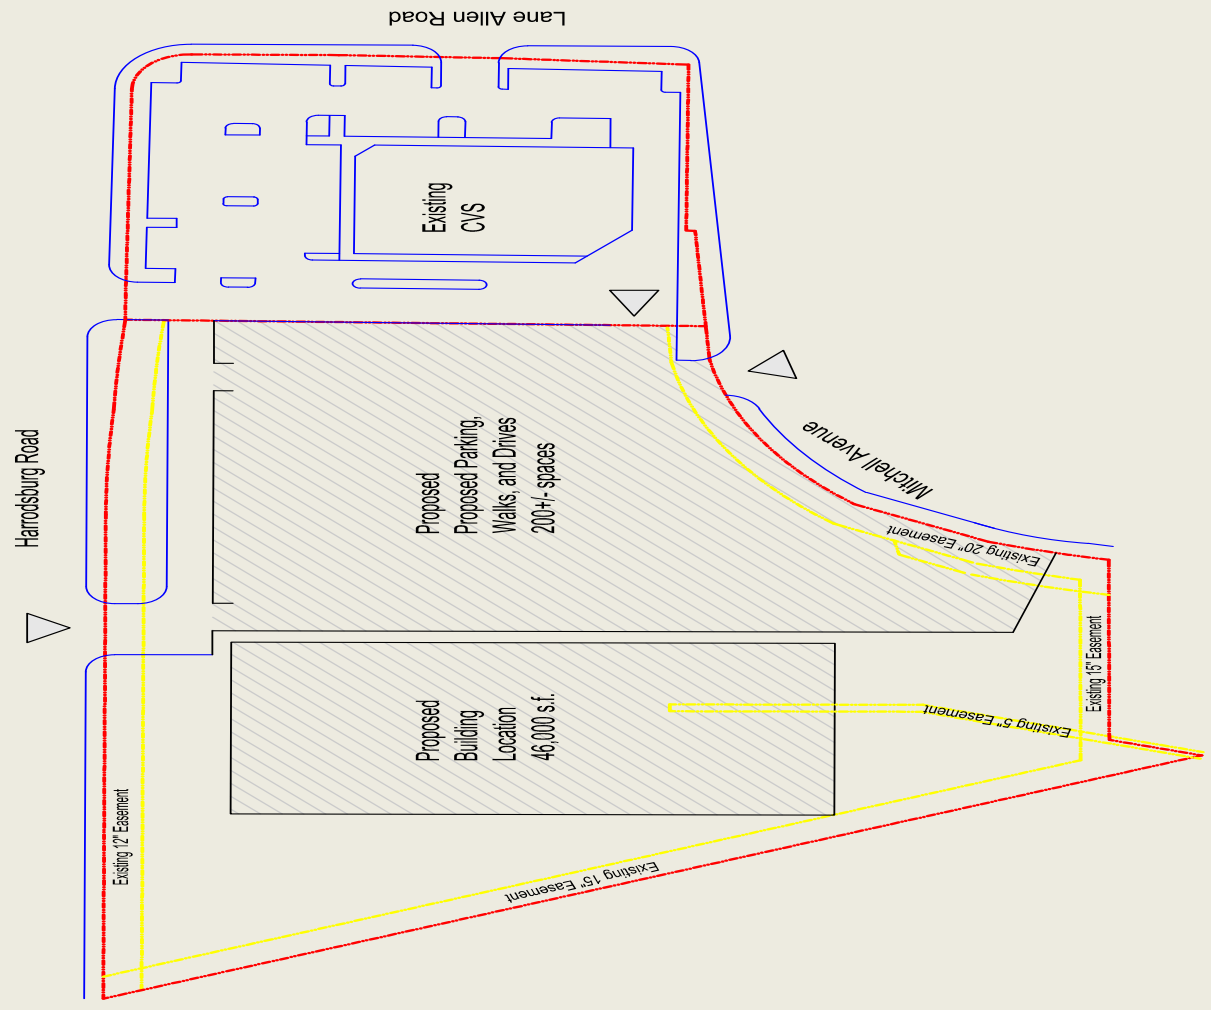 Lane Allen Road
Existing
CVS
Harrodsburg Road
Proposed
Proposed Parking,
Walks, and Drives
200+/- spaces
Mitchell Avenue
Existing 20" Easement
Existing 15" Easement
Proposed
Building
Location
46,000 s.f.
Existing 5" Easement
Existing 12" Easement
Existing 15" Easement